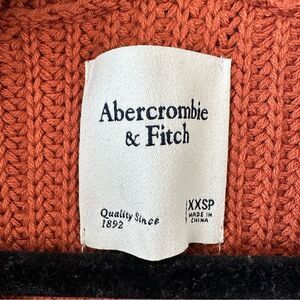 Abercrombie
& Fitch
Quality Since
1892
XXSP
MADE IN
CHINA